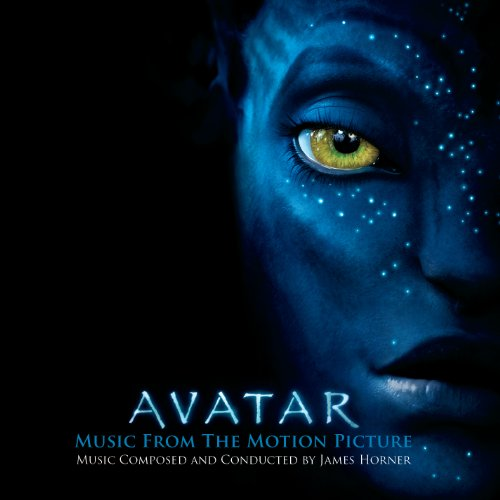 AVATAR
MUSIC FROM THE MOTION PICTURE
MUSIC COMPOSED AND CONDUCTED BY JAMES HORNER